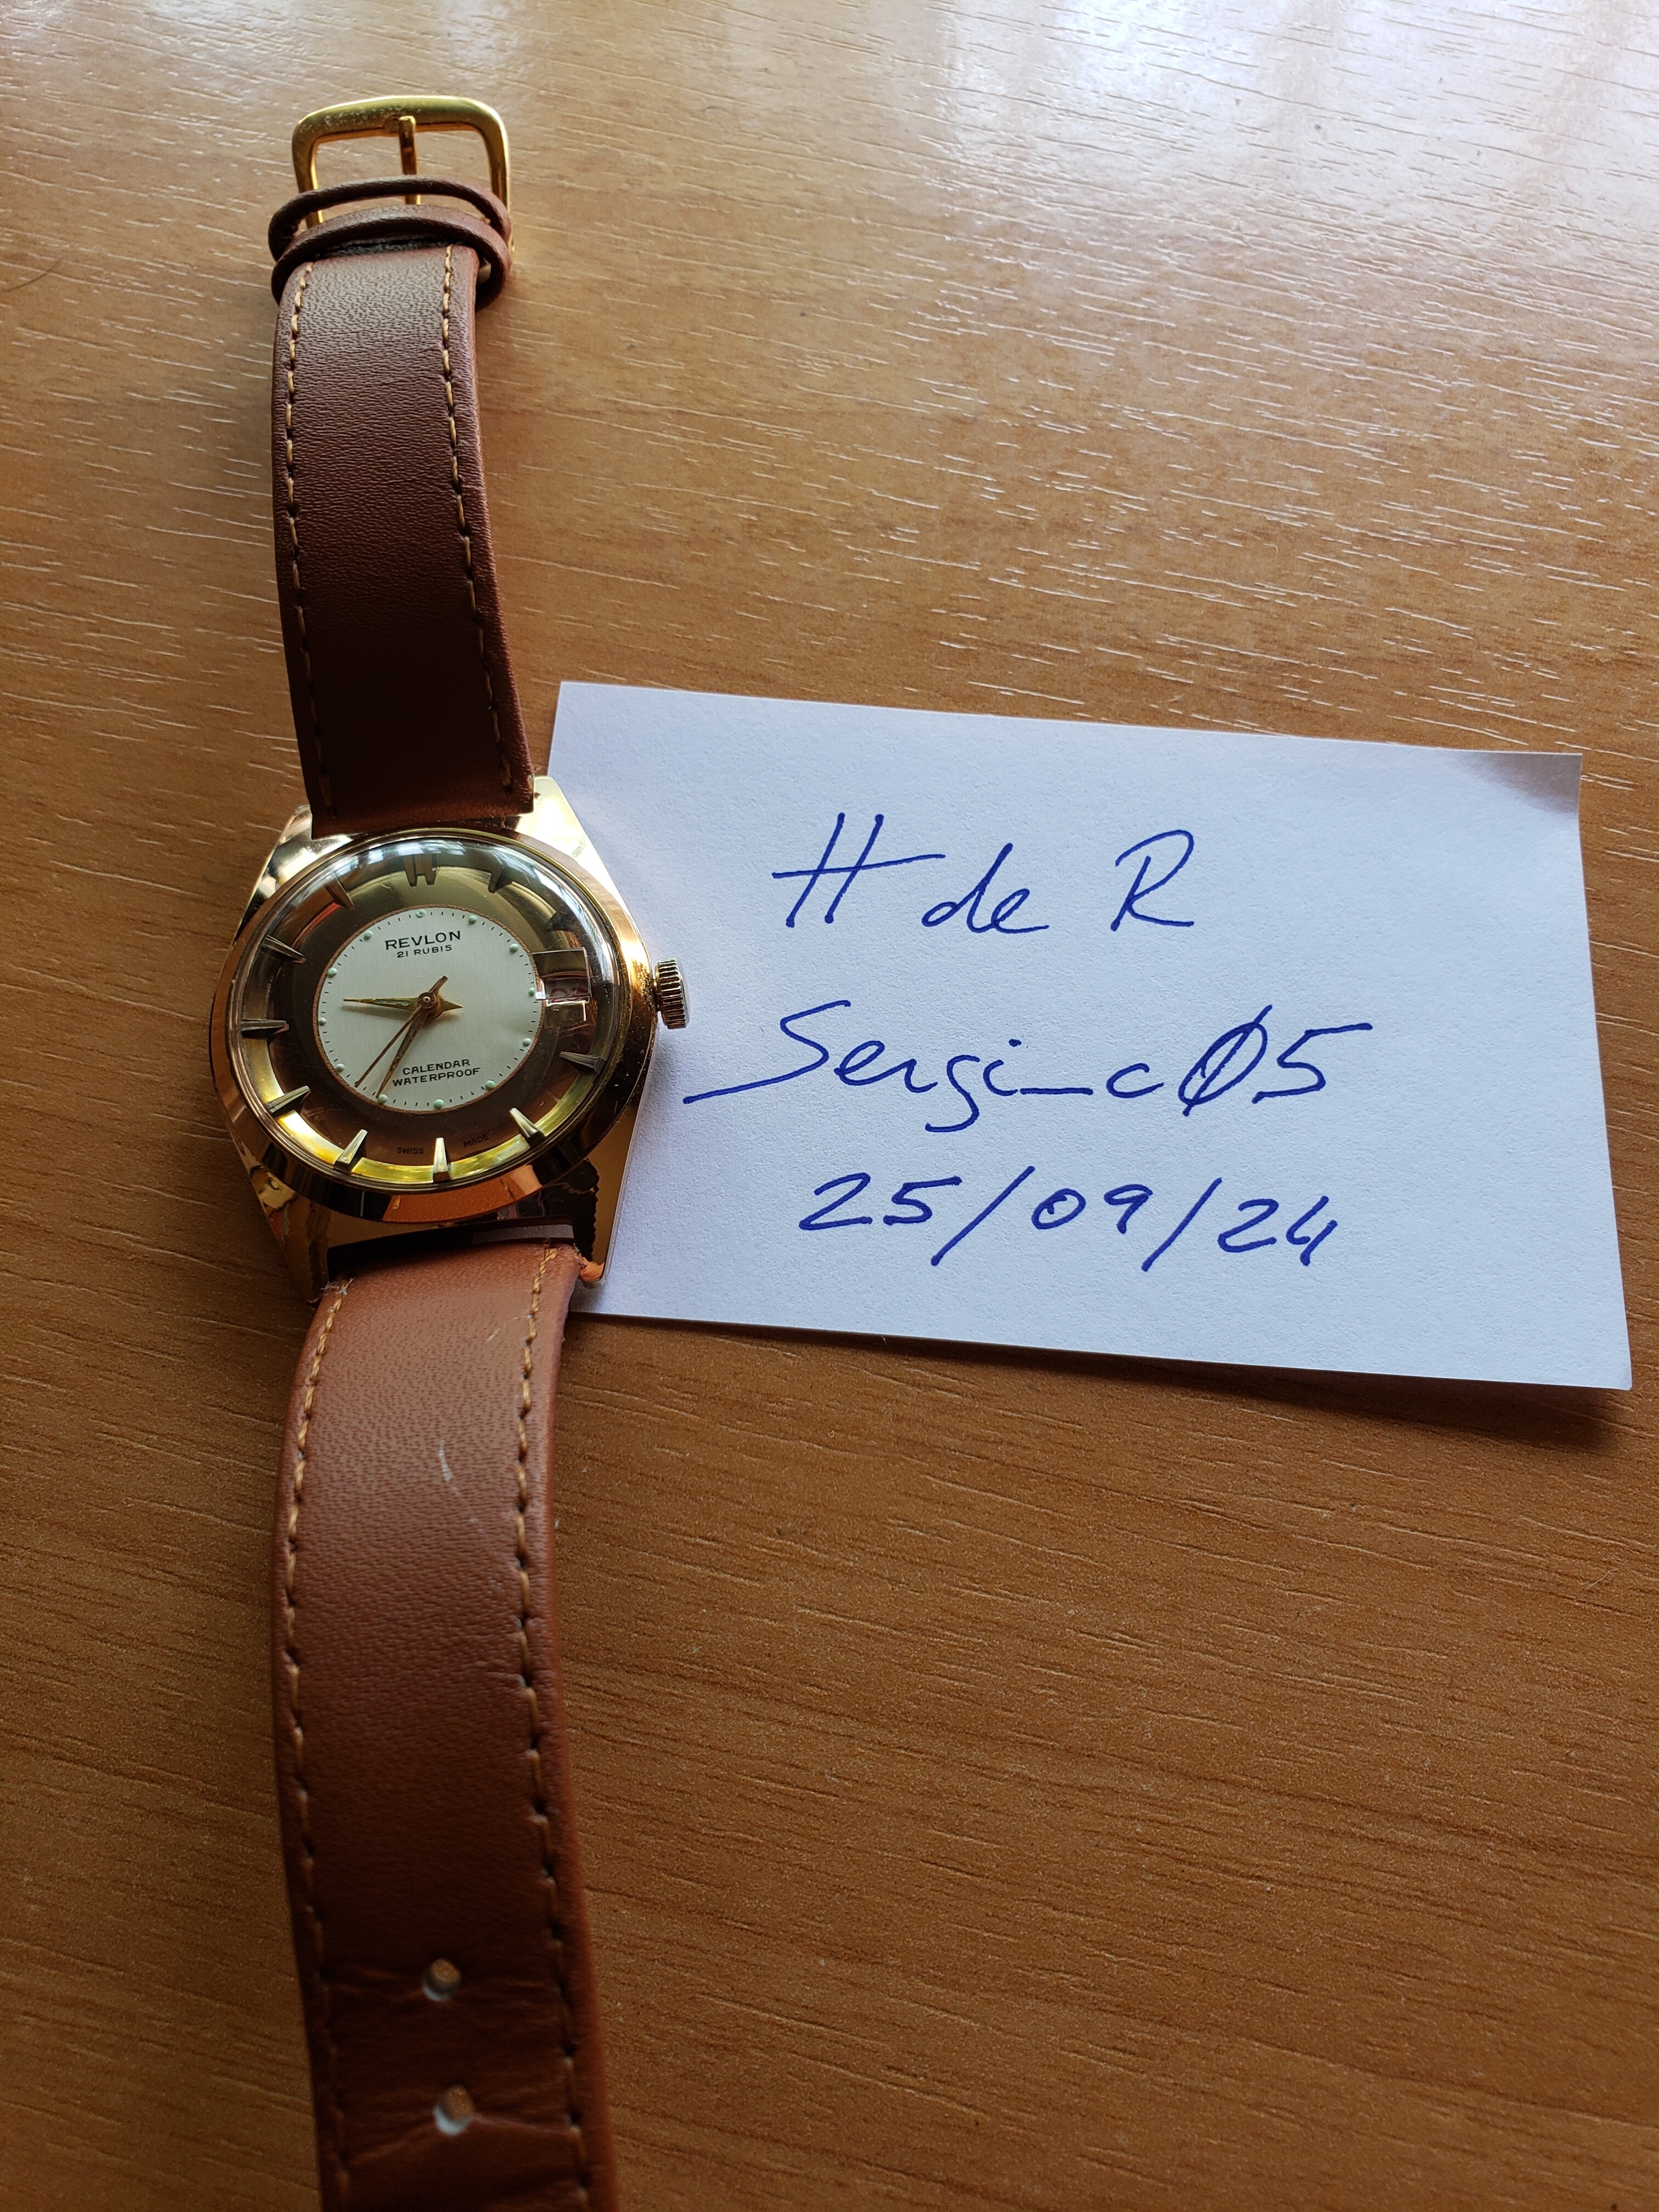 REVLON
21 RUBIS
CALENDAR
WATERPROOF
SWISS MADE
H de R
Sergi_c05
25/09/24